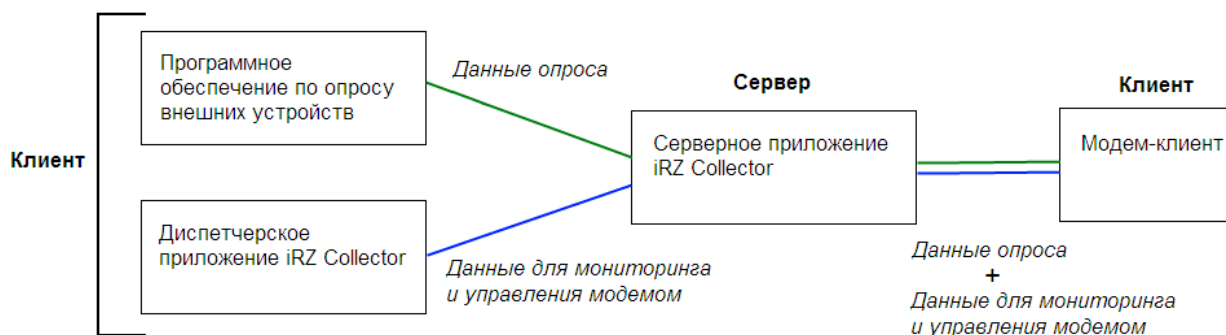 Клиент
Программное
обеспечение по опросу
внешних устройств
Данные опроса
Диспетчерское
приложение iRZ Collector
Данные для мониторинга
и управления модемом
Сервер
Серверное приложение
iRZ Collector
Клиент
Модем-клиент
Данные опроса
+
Данные для мониторинга
и управления модемом